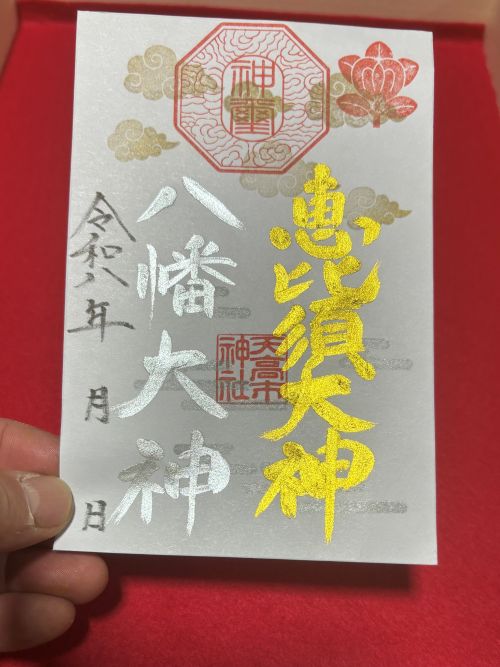 神璽
恵比須大神
天高市神社
八幡大神
令和八年 月 日